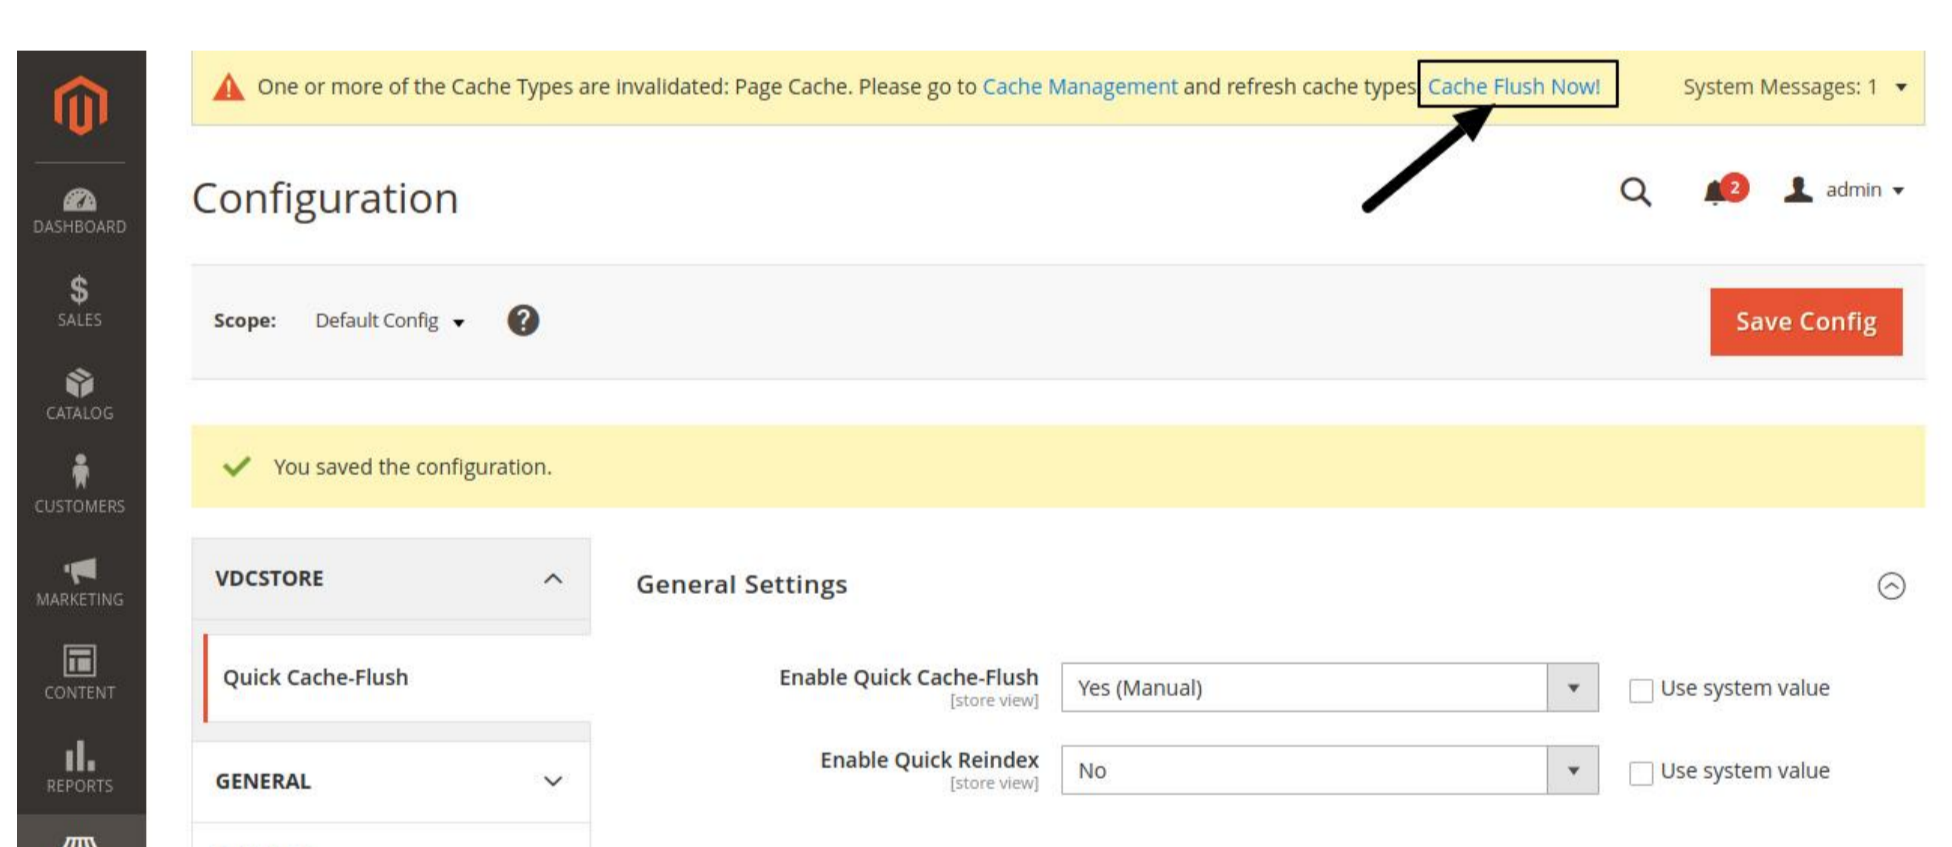 One or more of the Cache Types are invalidated: Page Cache. Please go to Cache Management and refresh cache types Cache Flush Now! System Messages: 1
Configuration
2
admin
DASHBOARD
SALES
CATALOG
CUSTOMERS
MARKETING
CONTENT
REPORTS
Scope: Default Config ?
Save Config
You saved the configuration.
VDCSTORE
Quick Cache-Flush
GENERAL
General Settings
Enable Quick Cache-Flush Yes (Manual) Use system value
[store view]
Enable Quick Reindex No Use system value
[store view]